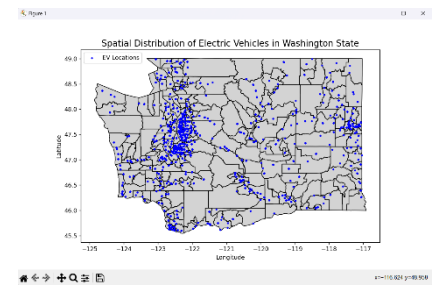 Figure 1
Spatial Distribution of Electric Vehicles in Washington State
EV Locations
49.0
48.5
48.0
47.5
47.0
46.5
46.0
45.5
Latitude
−125 −124 −123 −122 −121 −120 −119 −118 −117
Longitude